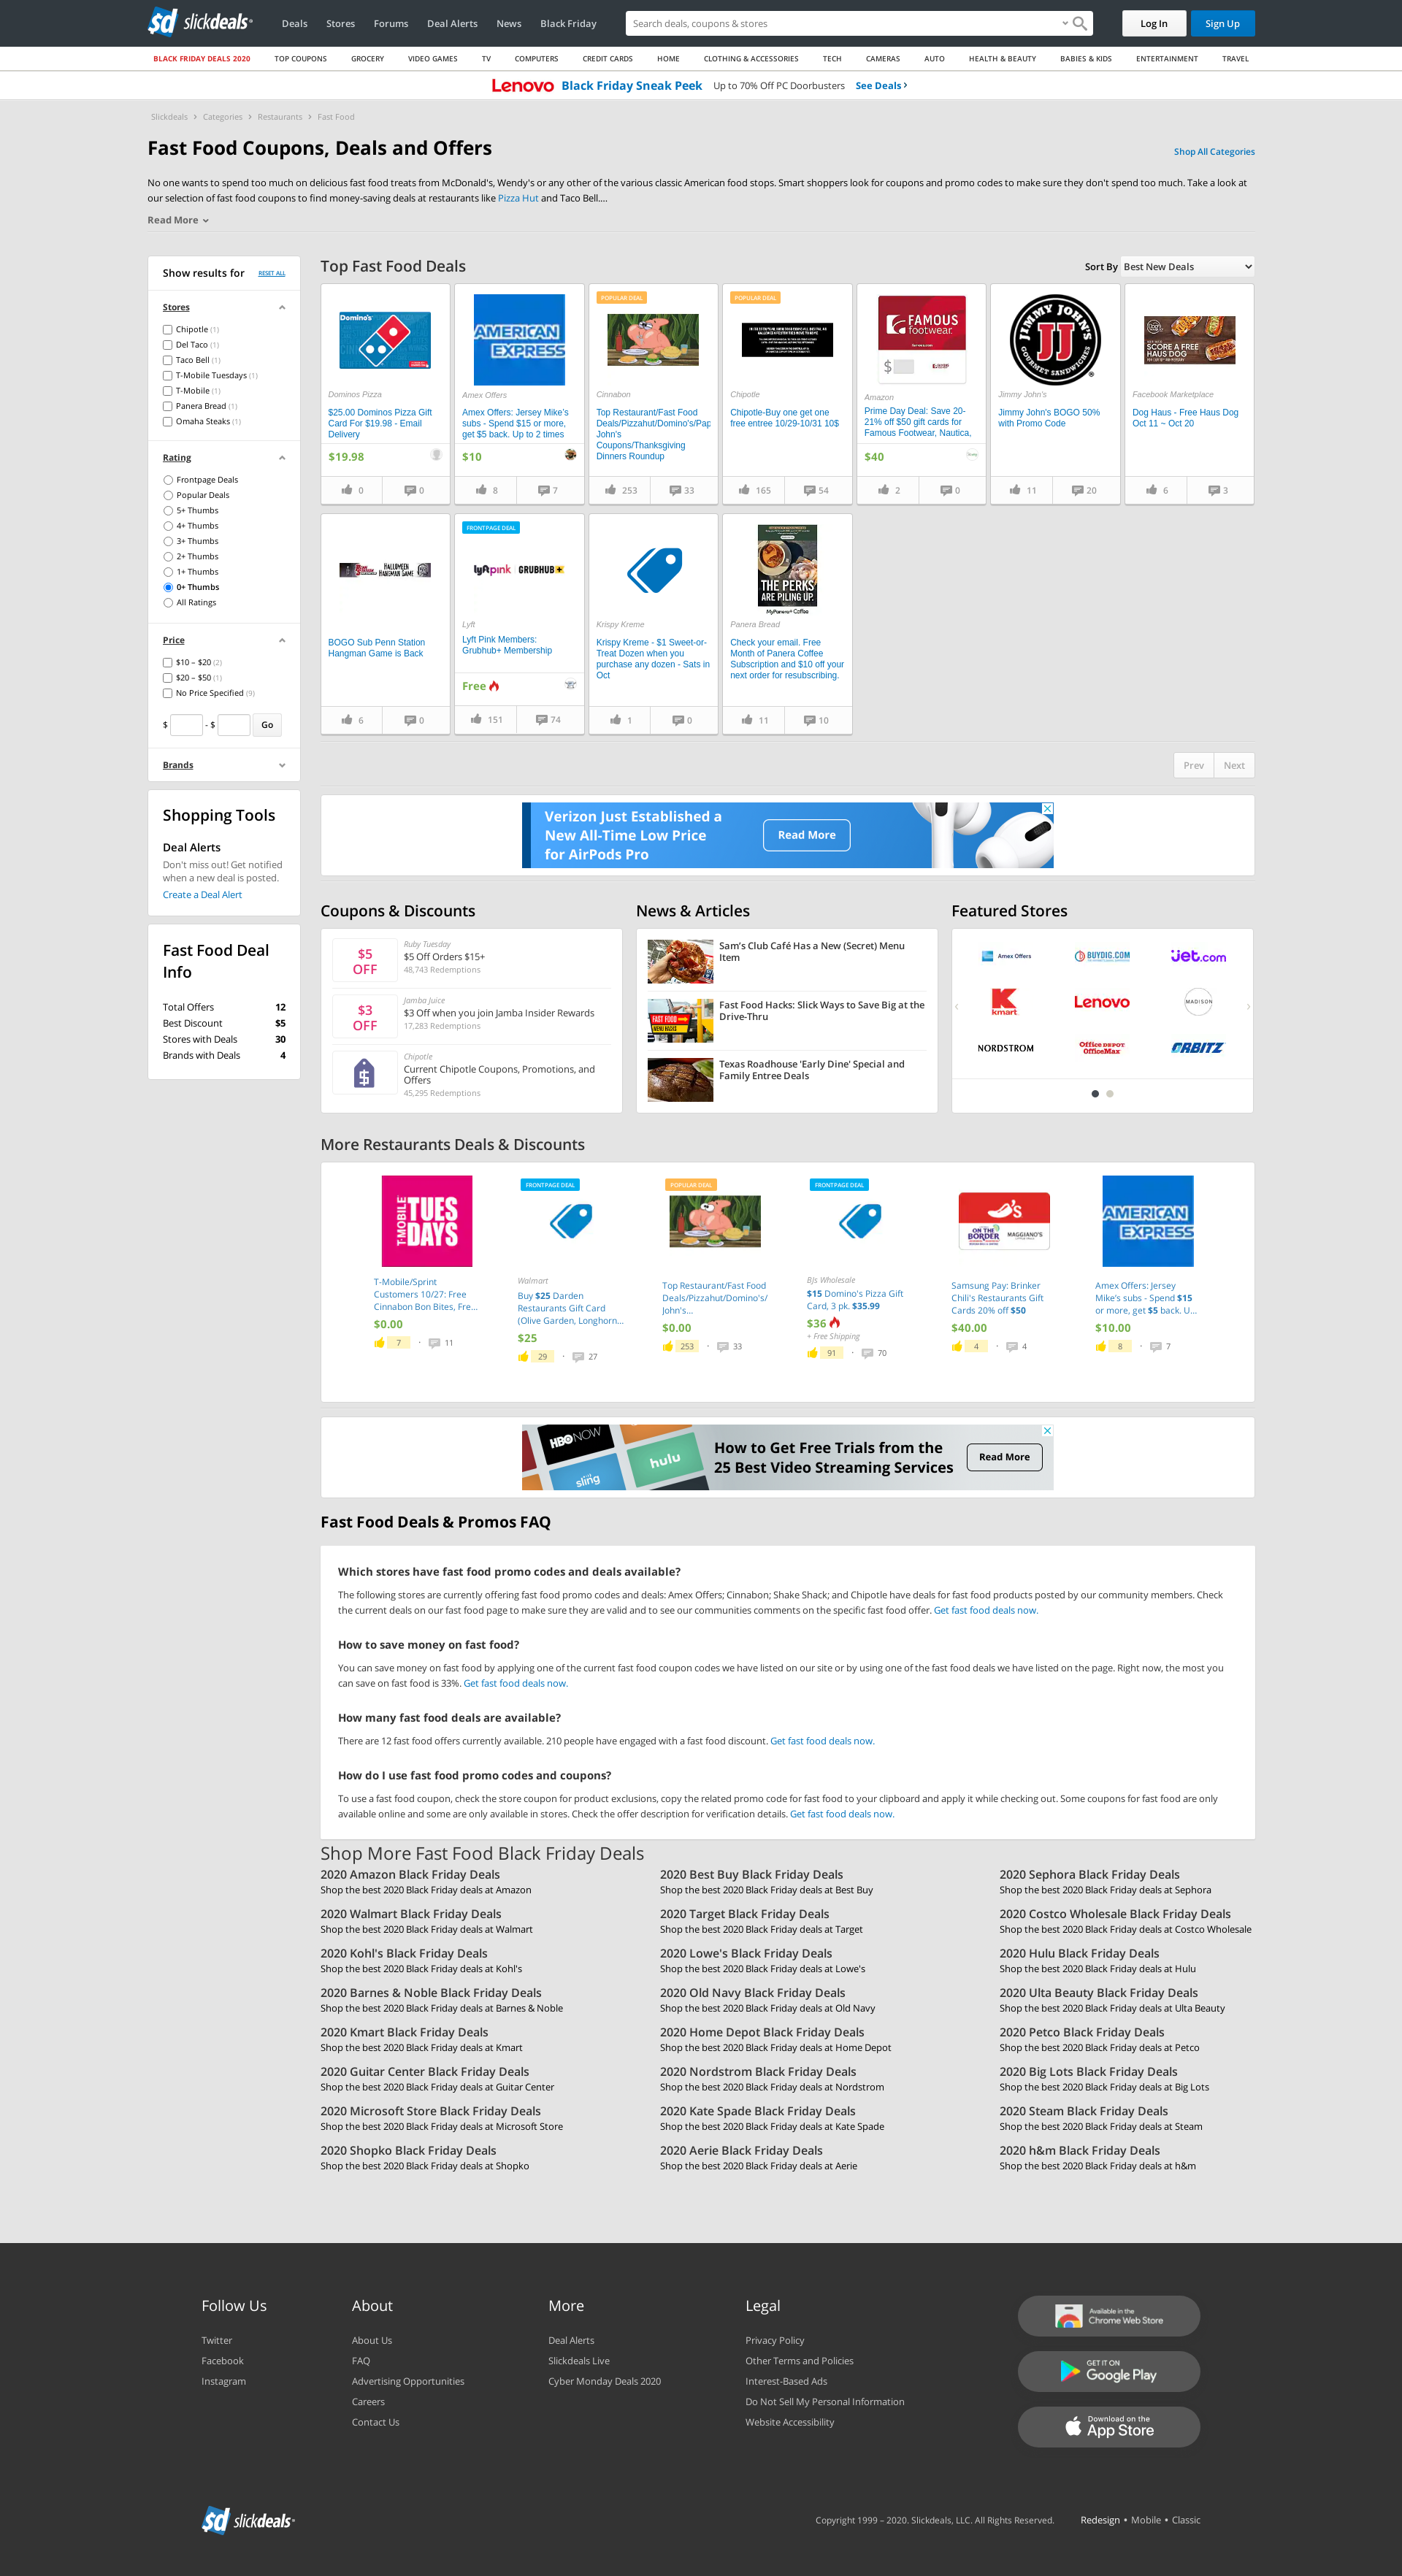 sd slickdeals
Deals Stores Forums Deal Alerts News Black Friday
Search deals, coupons & stores
Log In Sign Up
BLACK FRIDAY DEALS 2020 TOP COUPONS GROCERY VIDEO GAMES TV COMPUTERS CREDIT CARDS HOME CLOTHING & ACCESSORIES TECH CAMERAS AUTO HEALTH & BEAUTY BABIES & KIDS ENTERTAINMENT TRAVEL
Lenovo Black Friday Sneak Peek Up to 70% Off PC Doorbusters See Deals
Slickdeals Categories Restaurants Fast Food
Fast Food Coupons, Deals and Offers
Shop All Categories
No one wants to spend too much on delicious fast food treats from McDonald's, Wendy's or any other of the various classic American food stops. Smart shoppers look for coupons and promo codes to make sure they don't spend too much. Take a look at
our selection of fast food coupons to find money-saving deals at restaurants like Pizza Hut and Taco Bell....
Read More
Show results for RESET ALL
Stores
Chipotle (1)
Del Taco (1)
Taco Bell (1)
T-Mobile Tuesdays (1)
T-Mobile (1)
Panera Bread (1)
Omaha Steaks (1)
Rating
Frontpage Deals
Popular Deals
5+ Thumbs
4+ Thumbs
3+ Thumbs
2+ Thumbs
1+ Thumbs
0+ Thumbs
All Ratings
Price
$10 – $20 (2)
$20 – $50 (1)
No Price Specified (9)
$ - $ Go
Brands
Shopping Tools
Deal Alerts
Don't miss out! Get notified
when a new deal is posted.
Create a Deal Alert
Fast Food Deal
Info
Total Offers 12
Best Discount $5
Stores with Deals 30
Brands with Deals 4
Top Fast Food Deals
Sort By Best New Deals
Domino's
Dominos Pizza
$25.00 Dominos Pizza Gift
Card For $19.98 - Email
Delivery
$19.98
0 0
AMERICAN
EXPRESS
Amex Offers
Amex Offers: Jersey Mike's
subs - Spend $15 or more,
get $5 back. Up to 2 times
$10
8 7
POPULAR DEAL
Cinnabon
Top Restaurant/Fast Food
Deals/Pizzahut/Domino's/Pap
John's
Coupons/Thanksgiving
Dinners Roundup
253 33
POPULAR DEAL
Chipotle
Chipotle-Buy one get one
free entree 10/29-10/31 10$
165 54
FAMOUS
footwear.
$
Amazon
Prime Day Deal: Save 20-
21% off $50 gift cards for
Famous Footwear, Nautica,
$40
2 0
JIMMY JOHN'S
JJ
GOURMET SANDWICHES
Jimmy John's
Jimmy John's BOGO 50%
with Promo Code
11 20
SCORE A FREE
HAUS DOG
Facebook Marketplace
Dog Haus - Free Haus Dog
Oct 11 ~ Oct 20
6 3
HALLOWEEN
HANGMAN GAME
BOGO Sub Penn Station
Hangman Game is Back
6 0
FRONTPAGE DEAL
lyft pink GRUBHUB+
Lyft
Lyft Pink Members:
Grubhub+ Membership
Free
151 74
Krispy Kreme
Krispy Kreme - $1 Sweet-or-
Treat Dozen when you
purchase any dozen - Sats in
Oct
1 0
THE PERKS
ARE PILING UP.
MyPanera+ Coffee
Panera Bread
Check your email. Free
Month of Panera Coffee
Subscription and $10 off your
next order for resubscribing.
11 10
Prev Next
Verizon Just Established a
New All-Time Low Price
for AirPods Pro
Read More
Coupons & Discounts
$5
OFF
Ruby Tuesday
$5 Off Orders $15+
48,743 Redemptions
$3
OFF
Jamba Juice
$3 Off when you join Jamba Insider Rewards
17,283 Redemptions
$
Chipotle
Current Chipotle Coupons, Promotions, and
Offers
45,295 Redemptions
News & Articles
Sam's Club Café Has a New (Secret) Menu
Item
FAST FOOD
MENU HACKS
Fast Food Hacks: Slick Ways to Save Big at the
Drive-Thru
Texas Roadhouse 'Early Dine' Special and
Family Entree Deals
Featured Stores
Amex Offers BUYDIG.COM jet.com
kmart Lenovo MADISON
NORDSTROM Office DEPOT OfficeMax ORBITZ
More Restaurants Deals & Discounts
T-MOBILE TUESDAYS
T-Mobile/Sprint
Customers 10/27: Free
Cinnabon Bon Bites, Fre...
$0.00
7 · 11
FRONTPAGE DEAL
Walmart
Buy $25 Darden
Restaurants Gift Card
(Olive Garden, Longhorn...
$25
29 · 27
POPULAR DEAL
Top Restaurant/Fast Food
Deals/Pizzahut/Domino's/
John's...
$0.00
253 · 33
FRONTPAGE DEAL
BJs Wholesale
$15 Domino's Pizza Gift
Card, 3 pk. $35.99
$36
+ Free Shipping
91 · 70
ON THE BORDER MAGGIANO'S
Samsung Pay: Brinker
Chili's Restaurants Gift
Cards 20% off $50
$40.00
4 · 4
AMERICAN
EXPRESS
Amex Offers: Jersey
Mike's subs - Spend $15
or more, get $5 back. U...
$10.00
8 · 7
HBO NOW
hulu
sling
How to Get Free Trials from the
25 Best Video Streaming Services
Read More
Fast Food Deals & Promos FAQ
Which stores have fast food promo codes and deals available?
The following stores are currently offering fast food promo codes and deals: Amex Offers; Cinnabon; Shake Shack; and Chipotle have deals for fast food products posted by our community members. Check
the current deals on our fast food page to make sure they are valid and to see our communities comments on the specific fast food offer. Get fast food deals now.
How to save money on fast food?
You can save money on fast food by applying one of the current fast food coupon codes we have listed on our site or by using one of the fast food deals we have listed on the page. Right now, the most you
can save on fast food is 33%. Get fast food deals now.
How many fast food deals are available?
There are 12 fast food offers currently available. 210 people have engaged with a fast food discount. Get fast food deals now.
How do I use fast food promo codes and coupons?
To use a fast food coupon, check the store coupon for product exclusions, copy the related promo code for fast food to your clipboard and apply it while checking out. Some coupons for fast food are only
available online and some are only available in stores. Check the offer description for verification details. Get fast food deals now.
Shop More Fast Food Black Friday Deals
2020 Amazon Black Friday Deals
Shop the best 2020 Black Friday deals at Amazon
2020 Best Buy Black Friday Deals
Shop the best 2020 Black Friday deals at Best Buy
2020 Sephora Black Friday Deals
Shop the best 2020 Black Friday deals at Sephora
2020 Walmart Black Friday Deals
Shop the best 2020 Black Friday deals at Walmart
2020 Target Black Friday Deals
Shop the best 2020 Black Friday deals at Target
2020 Costco Wholesale Black Friday Deals
Shop the best 2020 Black Friday deals at Costco Wholesale
2020 Kohl's Black Friday Deals
Shop the best 2020 Black Friday deals at Kohl's
2020 Lowe's Black Friday Deals
Shop the best 2020 Black Friday deals at Lowe's
2020 Hulu Black Friday Deals
Shop the best 2020 Black Friday deals at Hulu
2020 Barnes & Noble Black Friday Deals
Shop the best 2020 Black Friday deals at Barnes & Noble
2020 Old Navy Black Friday Deals
Shop the best 2020 Black Friday deals at Old Navy
2020 Ulta Beauty Black Friday Deals
Shop the best 2020 Black Friday deals at Ulta Beauty
2020 Kmart Black Friday Deals
Shop the best 2020 Black Friday deals at Kmart
2020 Home Depot Black Friday Deals
Shop the best 2020 Black Friday deals at Home Depot
2020 Petco Black Friday Deals
Shop the best 2020 Black Friday deals at Petco
2020 Guitar Center Black Friday Deals
Shop the best 2020 Black Friday deals at Guitar Center
2020 Nordstrom Black Friday Deals
Shop the best 2020 Black Friday deals at Nordstrom
2020 Big Lots Black Friday Deals
Shop the best 2020 Black Friday deals at Big Lots
2020 Microsoft Store Black Friday Deals
Shop the best 2020 Black Friday deals at Microsoft Store
2020 Kate Spade Black Friday Deals
Shop the best 2020 Black Friday deals at Kate Spade
2020 Steam Black Friday Deals
Shop the best 2020 Black Friday deals at Steam
2020 Shopko Black Friday Deals
Shop the best 2020 Black Friday deals at Shopko
2020 Aerie Black Friday Deals
Shop the best 2020 Black Friday deals at Aerie
2020 h&m Black Friday Deals
Shop the best 2020 Black Friday deals at h&m
Follow Us
Twitter
Facebook
Instagram
About
About Us
FAQ
Advertising Opportunities
Careers
Contact Us
More
Deal Alerts
Slickdeals Live
Cyber Monday Deals 2020
Legal
Privacy Policy
Other Terms and Policies
Interest-Based Ads
Do Not Sell My Personal Information
Website Accessibility
Available in the
Chrome Web Store
GET IT ON
Google Play
Download on the
App Store
sd slickdeals
Copyright 1999 – 2020. Slickdeals, LLC. All Rights Reserved. Redesign • Mobile • Classic